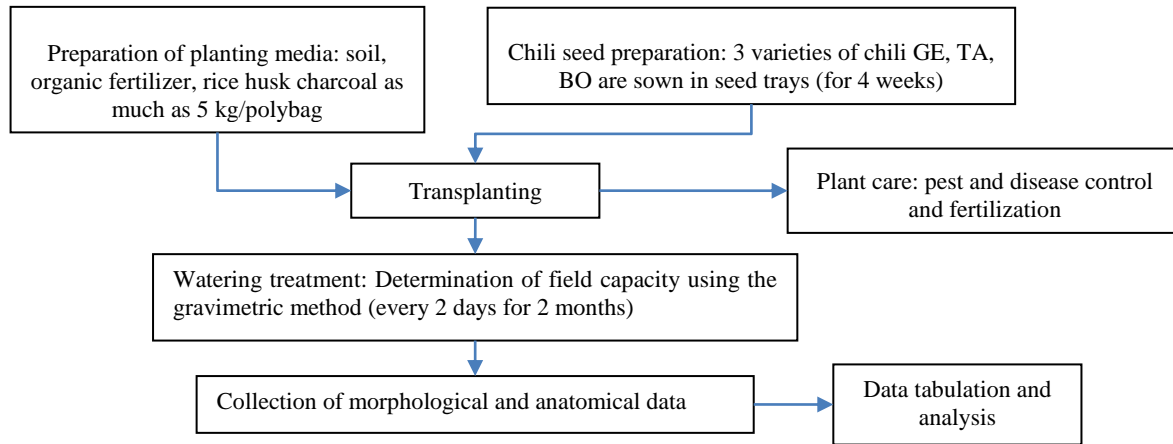 Preparation of planting media: soil,
organic fertilizer, rice husk charcoal as
much as 5 kg/polybag
Chili seed preparation: 3 varieties of chili GE, TA,
BO are sown in seed trays (for 4 weeks)
Transplanting
Plant care: pest and disease control
and fertilization
Watering treatment: Determination of field capacity using the
gravimetric method (every 2 days for 2 months)
Collection of morphological and anatomical data
Data tabulation and
analysis